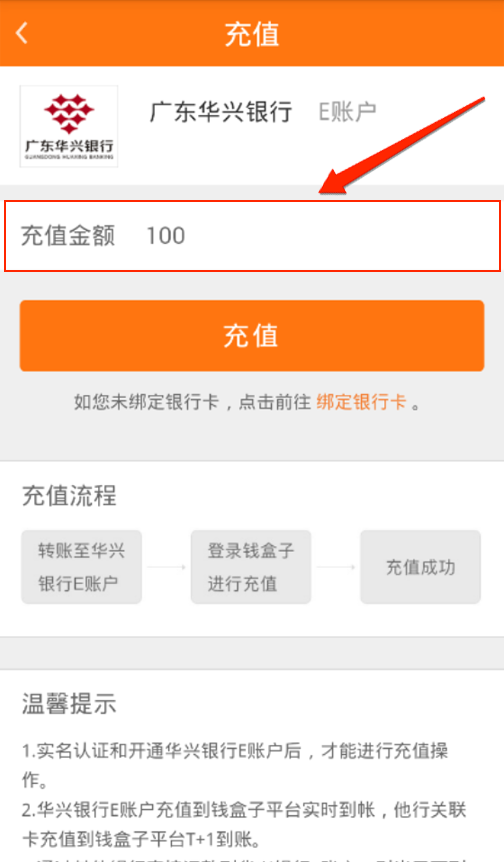 充值
广东华兴银行 E账户
广东华兴银行
GUANGDONG HUAXING BANKING
充值金额 100
充值
如您未绑定银行卡，点击前往 绑定银行卡 。
充值流程
转账至华兴
银行E账户
登录钱盒子
进行充值
充值成功
温馨提示
1.实名认证和开通华兴银行E账户后，才能进行充值操
作。
2.华兴银行E账户充值到钱盒子平台实时到帐，他行关联
卡充值到钱盒子平台T+1到账。